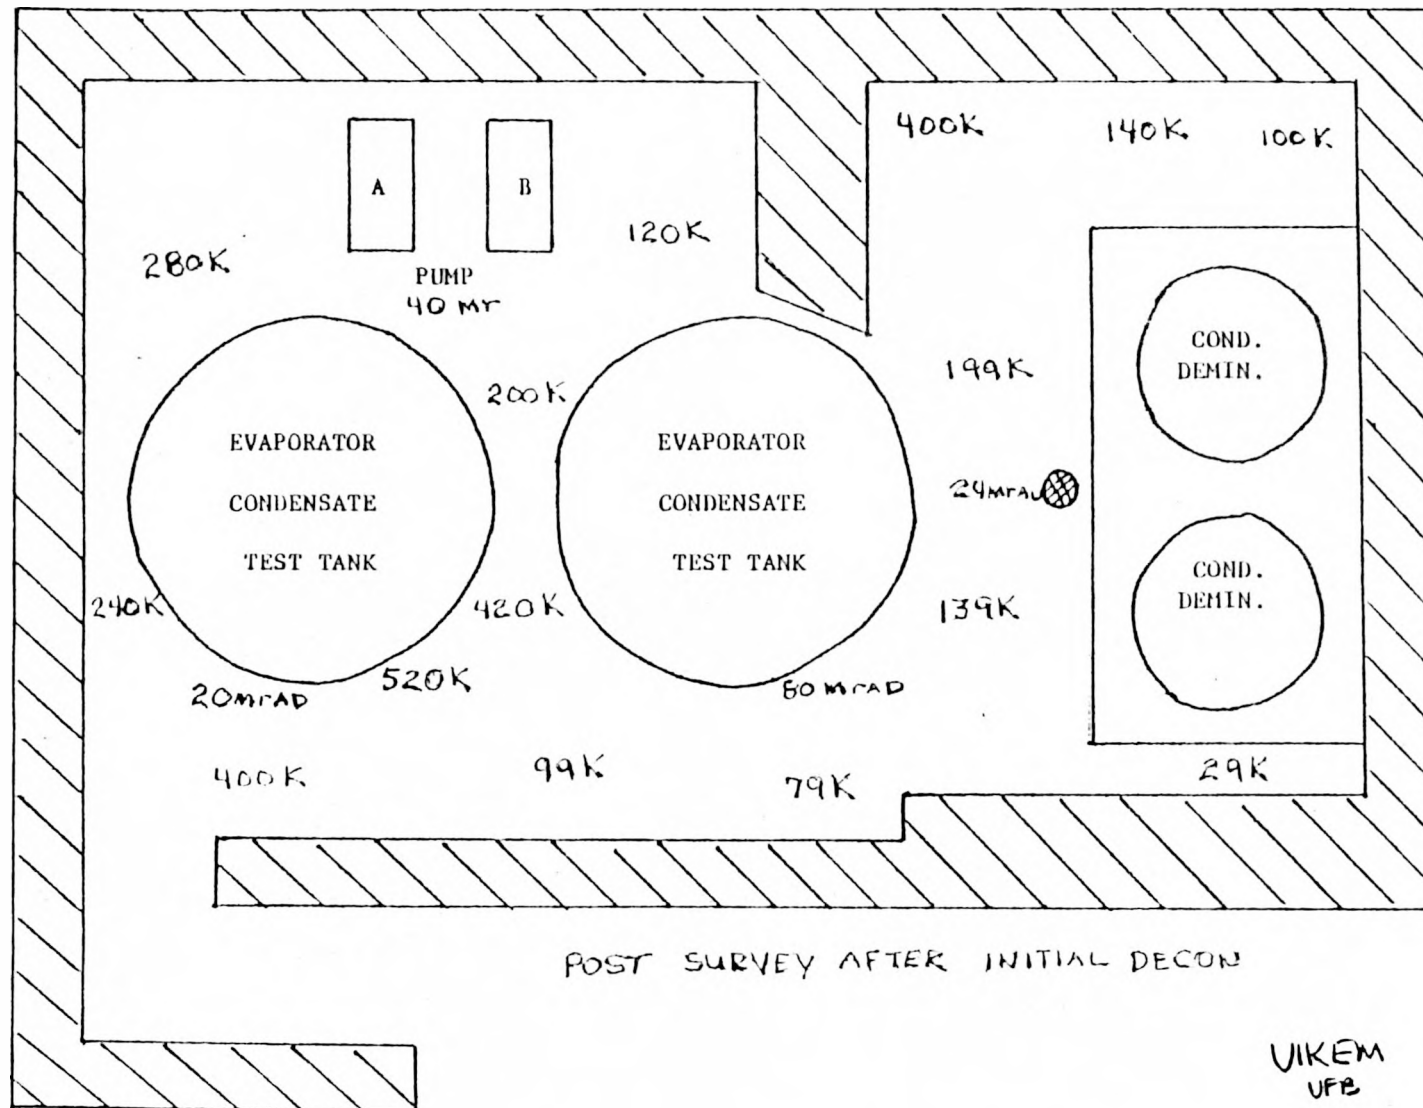 400K 140K 100K
A B
120K
280K
PUMP
40 mr
COND.
DEMIN.
199K
200K
EVAPORATOR
CONDENSATE
TEST TANK
EVAPORATOR
CONDENSATE
TEST TANK
24mrad
COND.
DEMIN.
240K
420K
139K
520K
20mrAD
80mrAD
400K
99K
79K
29K
POST SURVEY AFTER INITIAL DECON
VIKEM
UFB